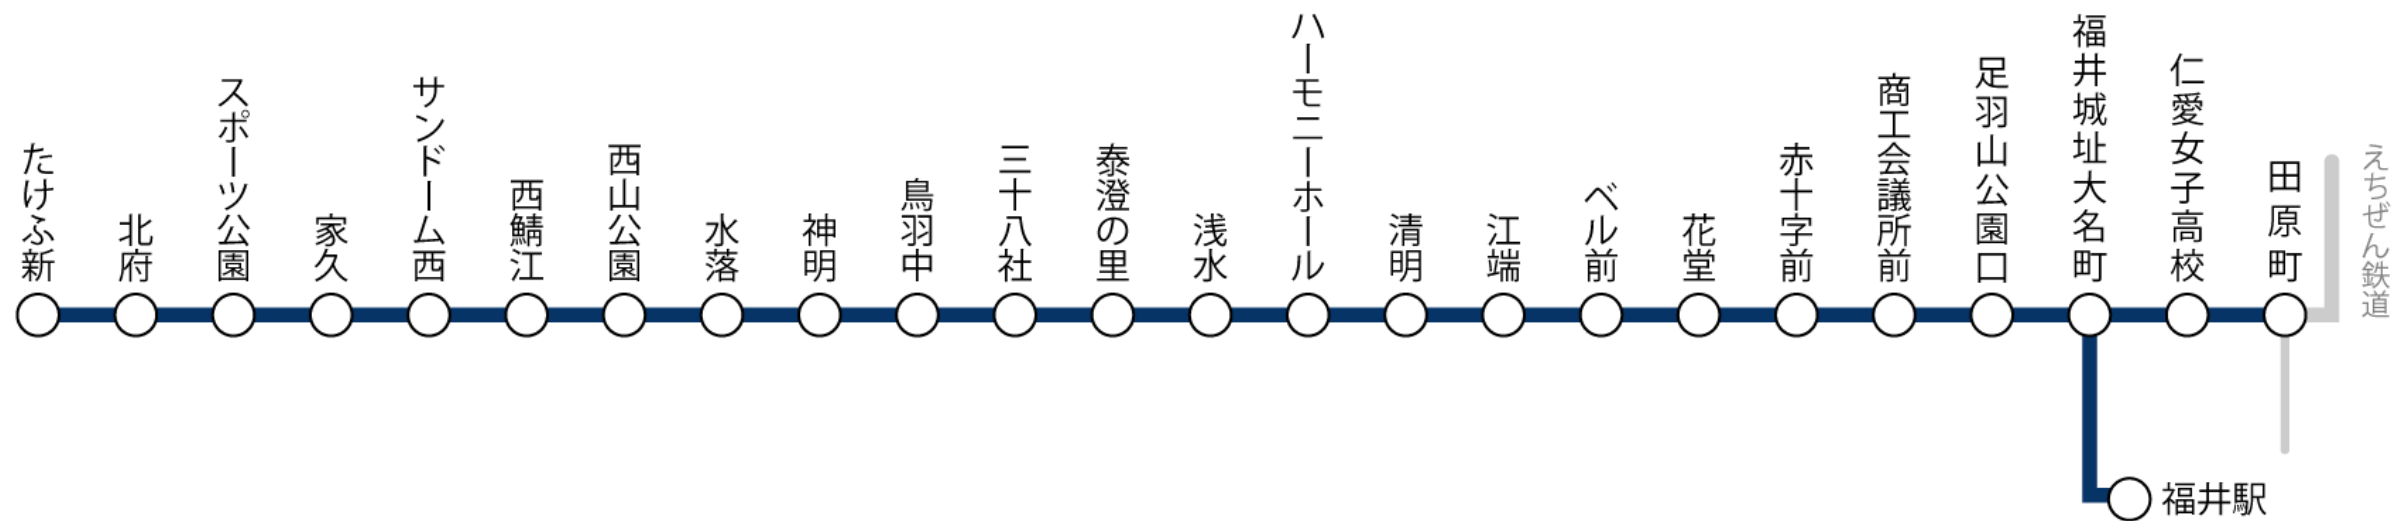 たけふ新
北府
スポーツ公園
家久
サンドーム西
西鯖江
西山公園
水落
神明
鳥羽中
三十八社
泰澄の里
浅水
ハーモニーホール
清明
江端
ベル前
花堂
赤十字前
商工会議所前
足羽山公園口
福井城址大名町
仁愛女子高校
田原町
えちぜん鉄道
福井駅